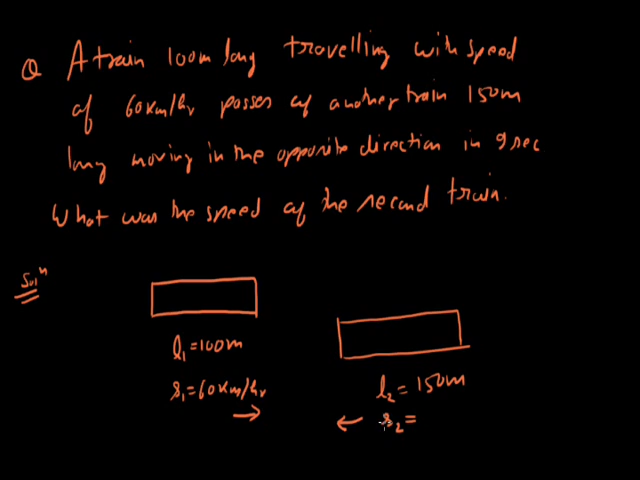 Q A train 100m long travelling with speed
of 60km/hr passes of another train 150m
long moving in the opposite direction in 9sec
What was the speed of the second train.
Solⁿ
l₁=100m
s₁=60km/hr
l₂=150m
s₂=